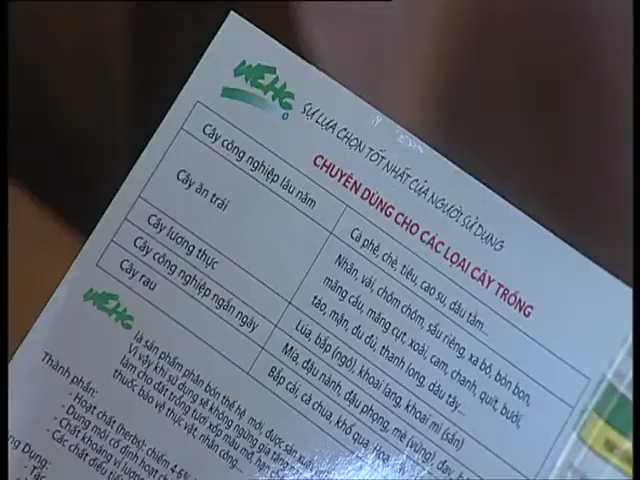 WEHG
SỰ LỰA CHỌN TỐT NHẤT CỦA NGƯỜI SỬ DỤNG
CHUYÊN DÙNG CHO CÁC LOẠI CÂY TRỒNG
Cây công nghiệp lâu năm
Cà phê, chè, tiêu, cao su, dâu tằm...
Cây ăn trái
Nhãn, vải, chôm chôm, sầu riêng, xa bô, bòn bon,
măng cầu, măng cụt, xoài, cam, chanh, quít, bưởi,
táo, mận, đu đủ, thanh long, dâu tây...
Cây lương thực
Lúa, bắp (ngô), khoai lang, khoai mì (sắn)
Cây công nghiệp ngắn ngày
Mía, đậu nành, đậu phọng, mè (vừng)
Cây rau
Bắp cải, cà chua, khổ qua,
WEHG
là sản phẩm phân bón thế hệ mới, được sản
Vì vậy khi sử dụng sẽ không ngừng gia tăng
làm cho đất trồng tươi xốp màu mỡ, hạn
thuốc bảo vệ thực vật, nhân công...
Thành phần:
- Hoạt chất (herbs): chiếm 4-6%
- Dung môi cố định hoạt
- Chất khoáng vi lượng
- Các chất điều
ng Dụng: